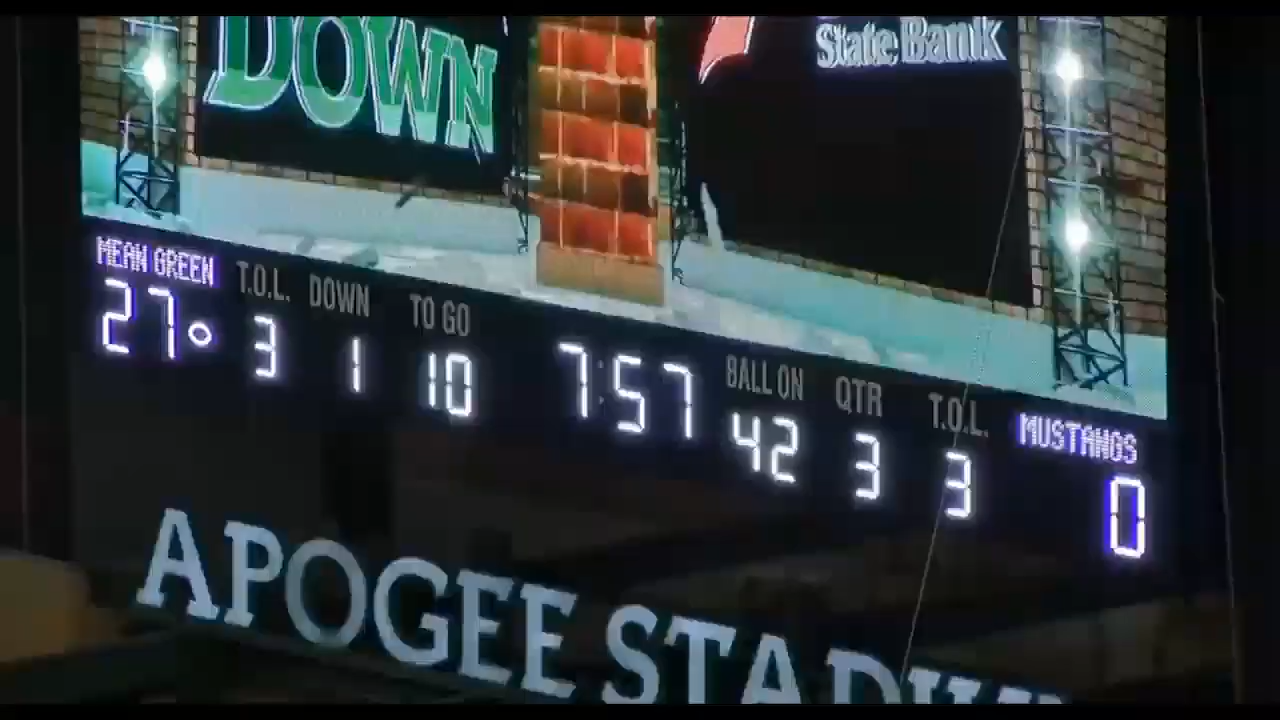 DOWN
State Bank
MEAN GREEN T.O.L. DOWN TO GO BALL ON QTR T.O.L. MUSTANGS
27 3 1 10 7:57 42 3 3 0
APOGEE STADIUM